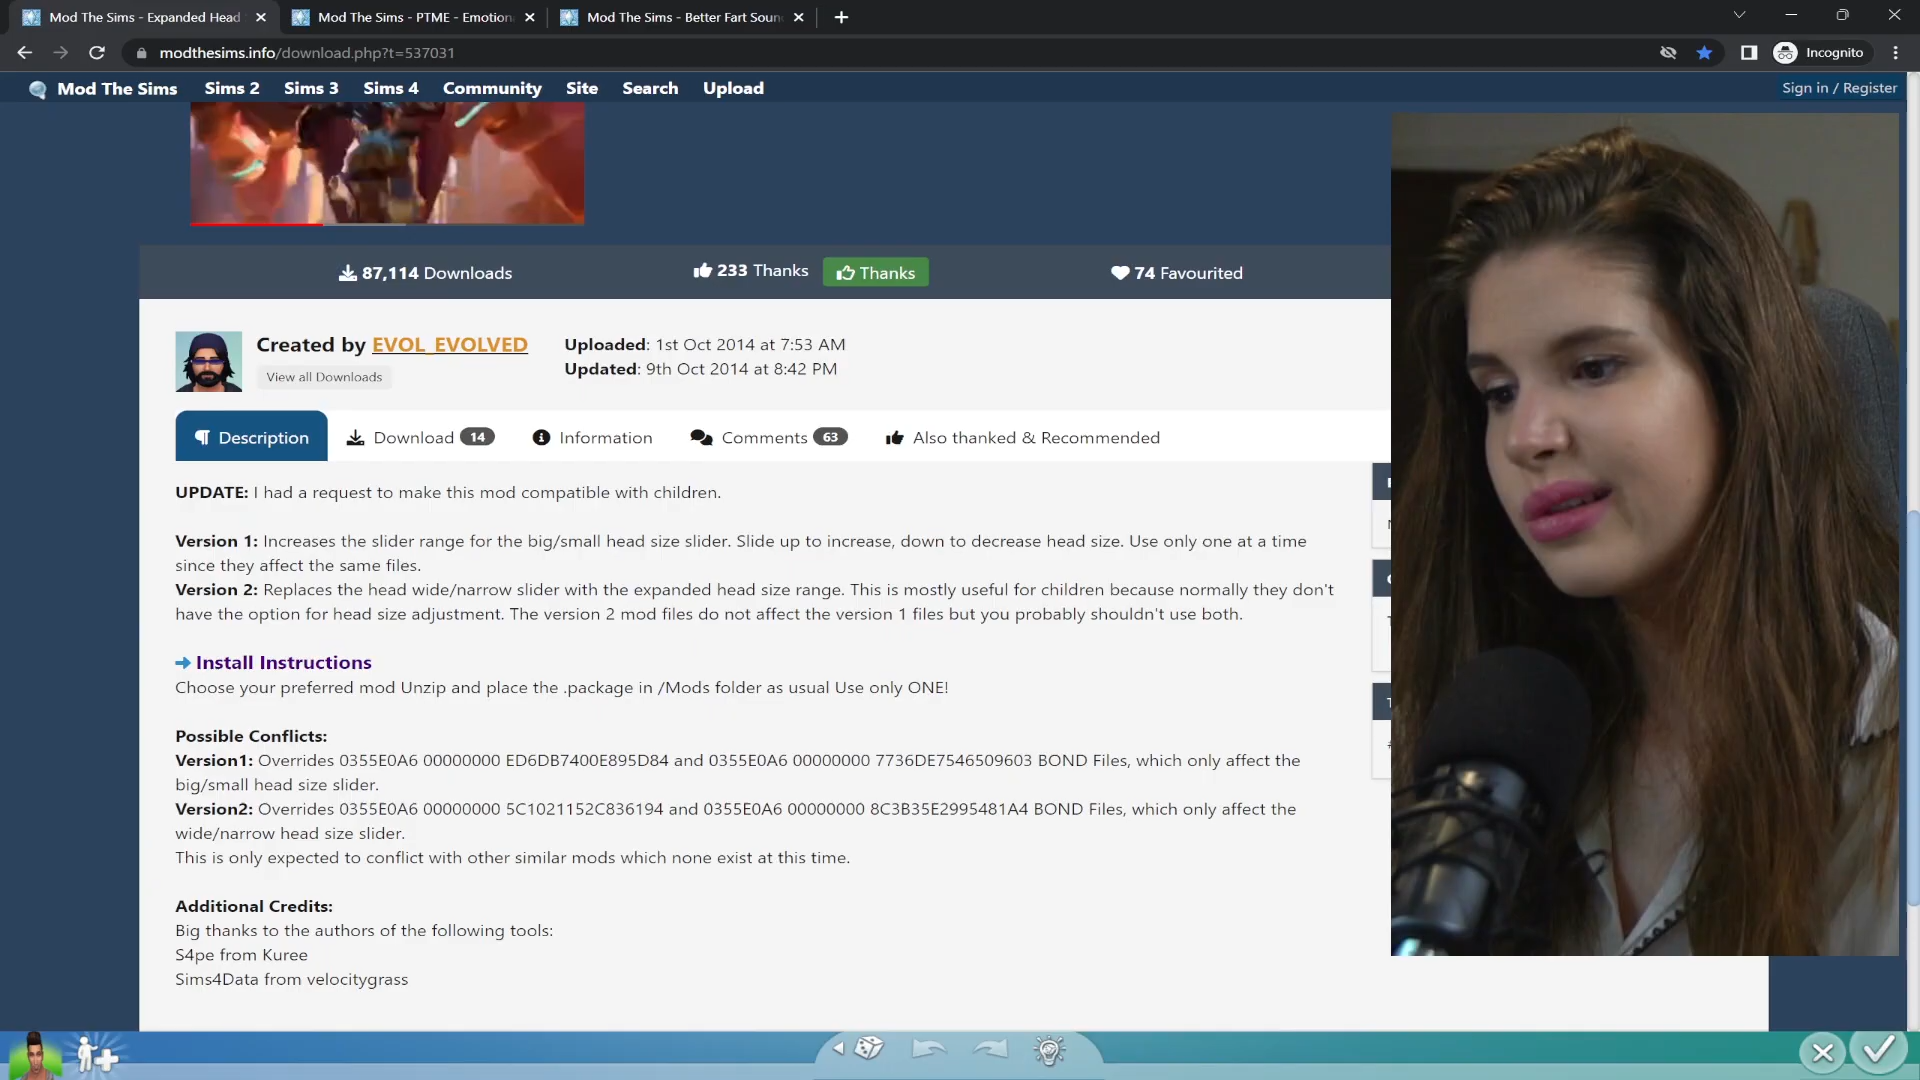 Mod The Sims - Expanded Head
Mod The Sims - PTME - Emotion
Mod The Sims - Better Fart Soun
modthesims.info/download.php?t=537031
Incognito
Mod The Sims Sims 2 Sims 3 Sims 4 Community Site Search Upload
Sign in / Register
87,114 Downloads
233 Thanks
Thanks
74 Favourited
Created by EVOL_EVOLVED
View all Downloads
Uploaded: 1st Oct 2014 at 7:53 AM
Updated: 9th Oct 2014 at 8:42 PM
Description
Download 14
Information
Comments 63
Also thanked & Recommended
UPDATE: I had a request to make this mod compatible with children.
Version 1: Increases the slider range for the big/small head size slider. Slide up to increase, down to decrease head size. Use only one at a time
since they affect the same files.
Version 2: Replaces the head wide/narrow slider with the expanded head size range. This is mostly useful for children because normally they don't
have the option for head size adjustment. The version 2 mod files do not affect the version 1 files but you probably shouldn't use both.
Install Instructions
Choose your preferred mod Unzip and place the .package in /Mods folder as usual Use only ONE!
Possible Conflicts:
Version1: Overrides 0355E0A6 00000000 ED6DB7400E895D84 and 0355E0A6 00000000 7736DE7546509603 BOND Files, which only affect the
big/small head size slider.
Version2: Overrides 0355E0A6 00000000 5C1021152C836194 and 0355E0A6 00000000 8C3B35E2995481A4 BOND Files, which only affect the
wide/narrow head size slider.
This is only expected to conflict with other similar mods which none exist at this time.
Additional Credits:
Big thanks to the authors of the following tools:
S4pe from Kuree
Sims4Data from velocitygrass